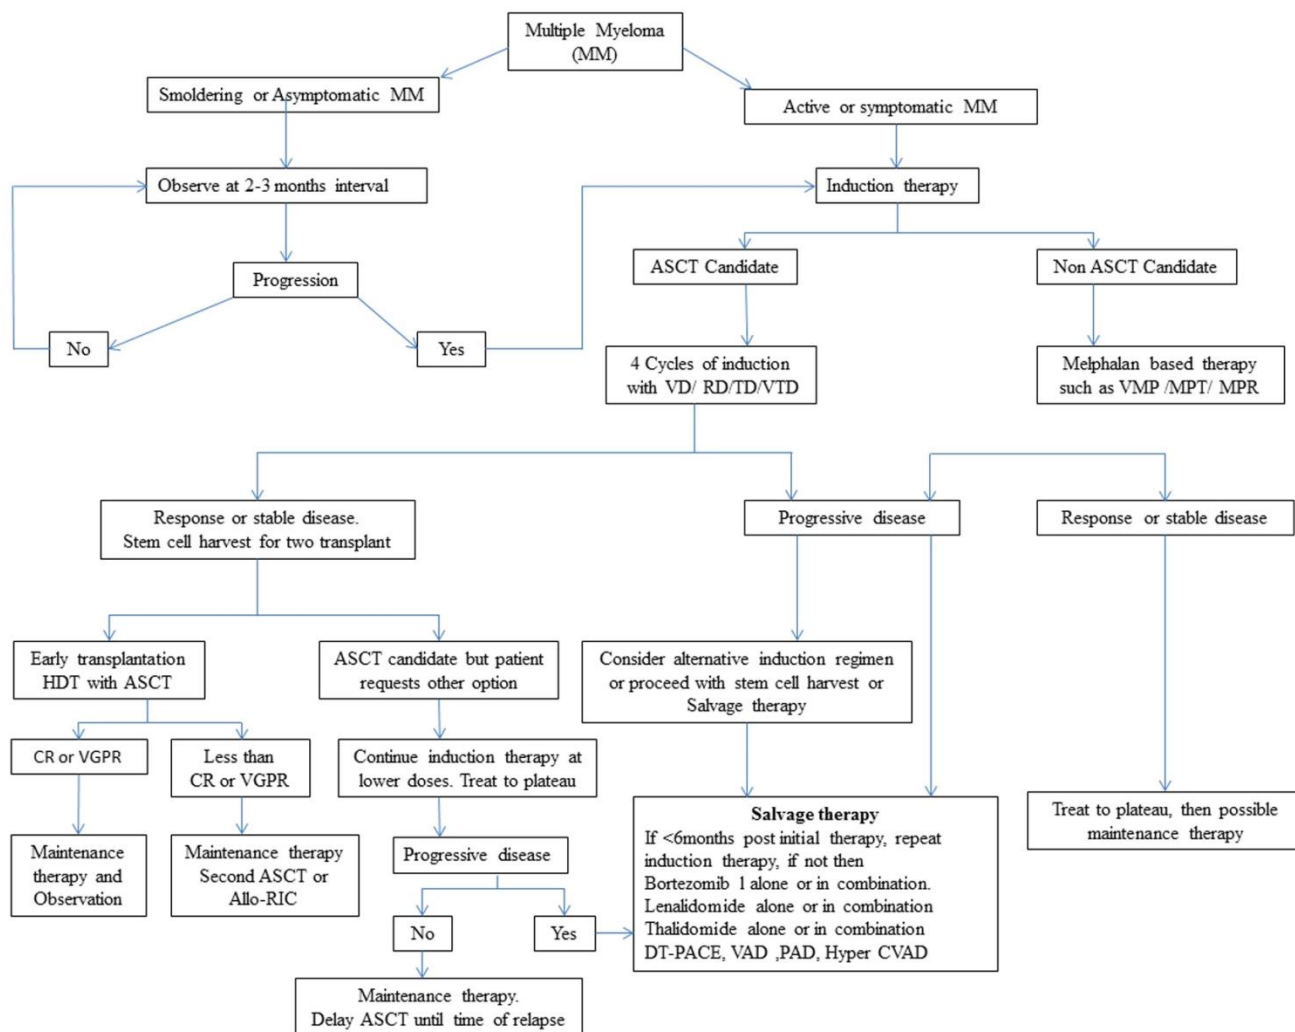 Multiple Myeloma
(MM)
Smoldering or Asymptomatic MM
Active or symptomatic MM
Observe at 2-3 months interval
Induction therapy
ASCT Candidate
Non ASCT Candidate
Progression
No
Yes
4 Cycles of induction
with VD/ RD/TD/VTD
Melphalan based therapy
such as VMP /MPT/ MPR
Response or stable disease.
Stem cell harvest for two transplant
Progressive disease
Response or stable disease
Early transplantation
HDT with ASCT
ASCT candidate but patient
requests other option
Consider alternative induction regimen
or proceed with stem cell harvest or
Salvage therapy
CR or VGPR
Less than
CR or VGPR
Continue induction therapy at
lower doses. Treat to plateau
Maintenance
therapy and
Observation
Maintenance therapy
Second ASCT or
Allo-RIC
Progressive disease
No
Yes
Maintenance therapy.
Delay ASCT until time of relapse
Salvage therapy
If <6months post initial therapy, repeat
induction therapy, if not then
Bortezomib l alone or in combination.
Lenalidomide alone or in combination
Thalidomide alone or in combination
DT-PACE, VAD ,PAD, Hyper CVAD
Treat to plateau, then possible
maintenance therapy